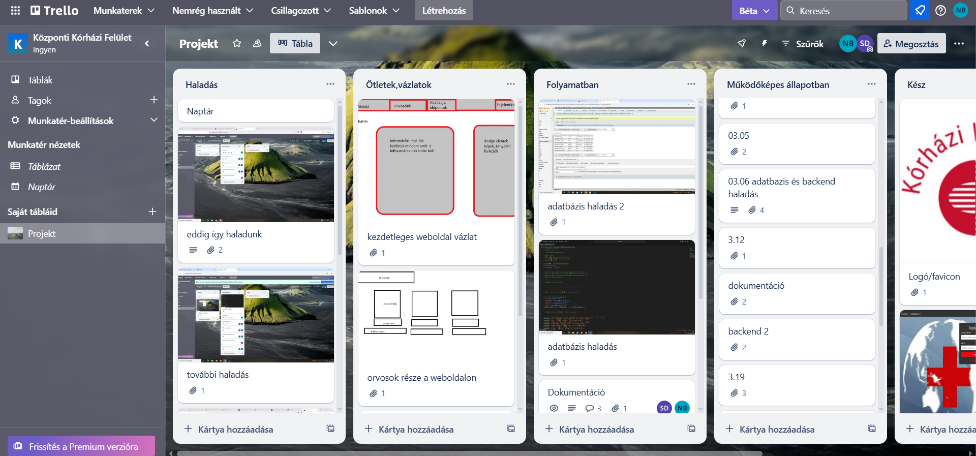 Trello Munkaterek Nemrég használt Csillagozott Sablonok Létrehozás Béta Keresés NB
K Központi Kórházi Felület
Ingyen
Projekt Tábla Szűrők NB SD Megosztás
Táblák
Tagok
Munkatér-beállítások
Munkatér nézetek
Táblázat
Naptár
Saját tábláid
Projekt
Frissítés a Premium verzióra
Haladás
Naptár
eddig így haladunk
2
további haladás
1
Kártya hozzáadása
Ötletek,vázlatok
kezdetleges weboldal vázlat
1
orvosok része a weboldalon
1
Kártya hozzáadása
Folyamatban
adatbázis haladás 2
1
adatbázis haladás
1
Dokumentáció
3 1 SD NB
Kártya hozzáadása
Működőképes állapotban
1
03.05
2
03.06 adatbazis és backend
haladás
4
3.12
1
dokumentáció
2
backend 2
2
3.19
3
Kártya hozzáadása
Kész
Kórházi
Logó/favicon
1
Kártya hozzáa